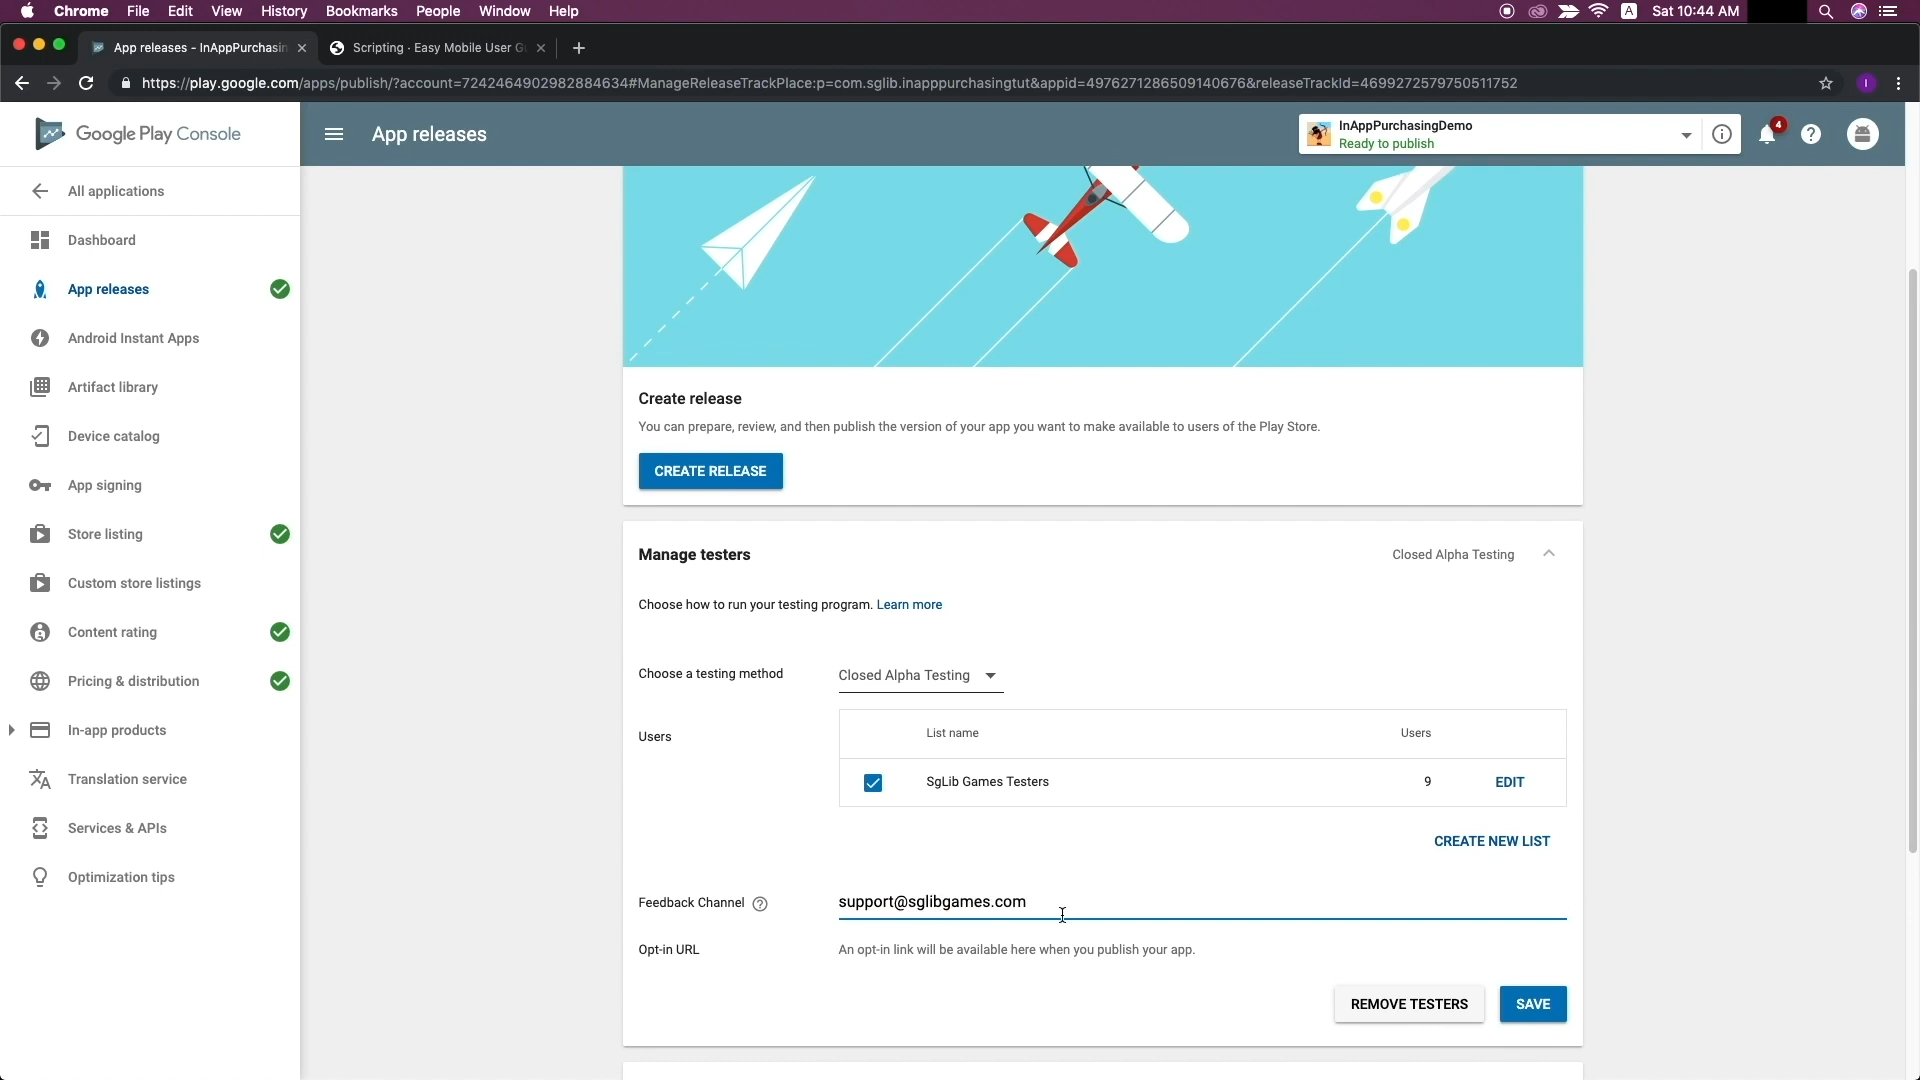 Chrome File Edit View History Bookmarks People Window Help
A Sat 10:44 AM
App releases - InAppPurchasin
Scripting · Easy Mobile User G
https://play.google.com/apps/publish/?account=7242464902982884634#ManageReleaseTrackPlace:p=com.sglib.inapppurchasingtut&appid=4976271286509140676&releaseTrackId=4699272579750511752
I
Google Play Console
App releases
InAppPurchasingDemo
Ready to publish
4
All applications
Dashboard
App releases
Android Instant Apps
Artifact library
Device catalog
App signing
Store listing
Custom store listings
Content rating
Pricing & distribution
In-app products
Translation service
Services & APIs
Optimization tips
Create release
You can prepare, review, and then publish the version of your app you want to make available to users of the Play Store.
CREATE RELEASE
Manage testers
Closed Alpha Testing
Choose how to run your testing program. Learn more
Choose a testing method
Closed Alpha Testing
Users
List name Users
SgLib Games Testers 9 EDIT
CREATE NEW LIST
Feedback Channel ?
support@sglibgames.com
Opt-in URL
An opt-in link will be available here when you publish your app.
REMOVE TESTERS
SAVE